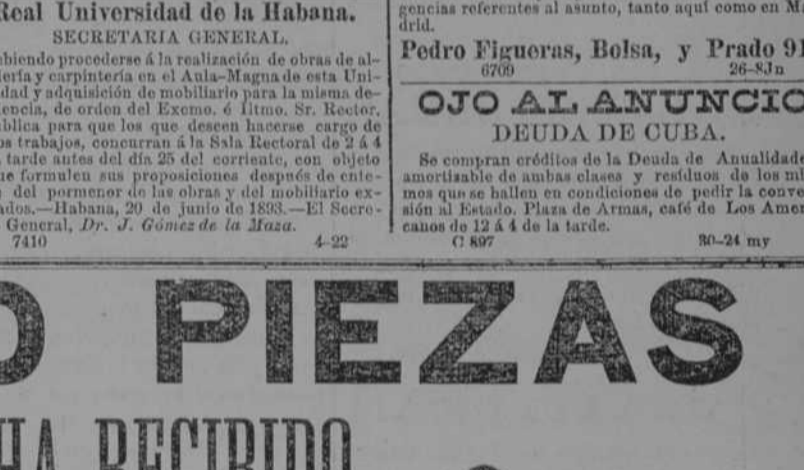 Real Universidad de la Habana.
SECRETARIA GENERAL.
biendo procederse á la realización de obras de al-
ilería y carpintería en el Aula-Magna de esta Uni-
dad y adquisición de mobiliario para la misma de-
encia, de orden del Excmo. é Iltmo. Sr. Rector,
ública para que los que deseen hacerse cargo de
os trabajos, concurran á la Sala Rectoral de 2 á 4
tarde antes del día 25 del corriente, con objeto
ue formulen sus proposiciones después de ente-
del pormenor de las obras y del mobiliario ex-
ados.—Habana, 20 de junio de 1893.—El Secre-
General, Dr. J. Gómez de la Maza.
7410 4-22
gencias referentes al asunto, tanto aquí como en Ma
drid.
Pedro Figueras, Bolsa, y Prado 91
6709 26-8Jn
OJO AL ANUNCIO
DEUDA DE CUBA.
Se compran créditos de la Deuda de Anualidade
amortizable de ambas clases y residuos de los mi
mos que se hallen en condiciones de pedir la conve
sión al Estado. Plaza de Armas, café de Los Amer
canos de 12 á 4 de la tarde.
C 897 30-24 my
O PIEZAS
HA RECIBIDO